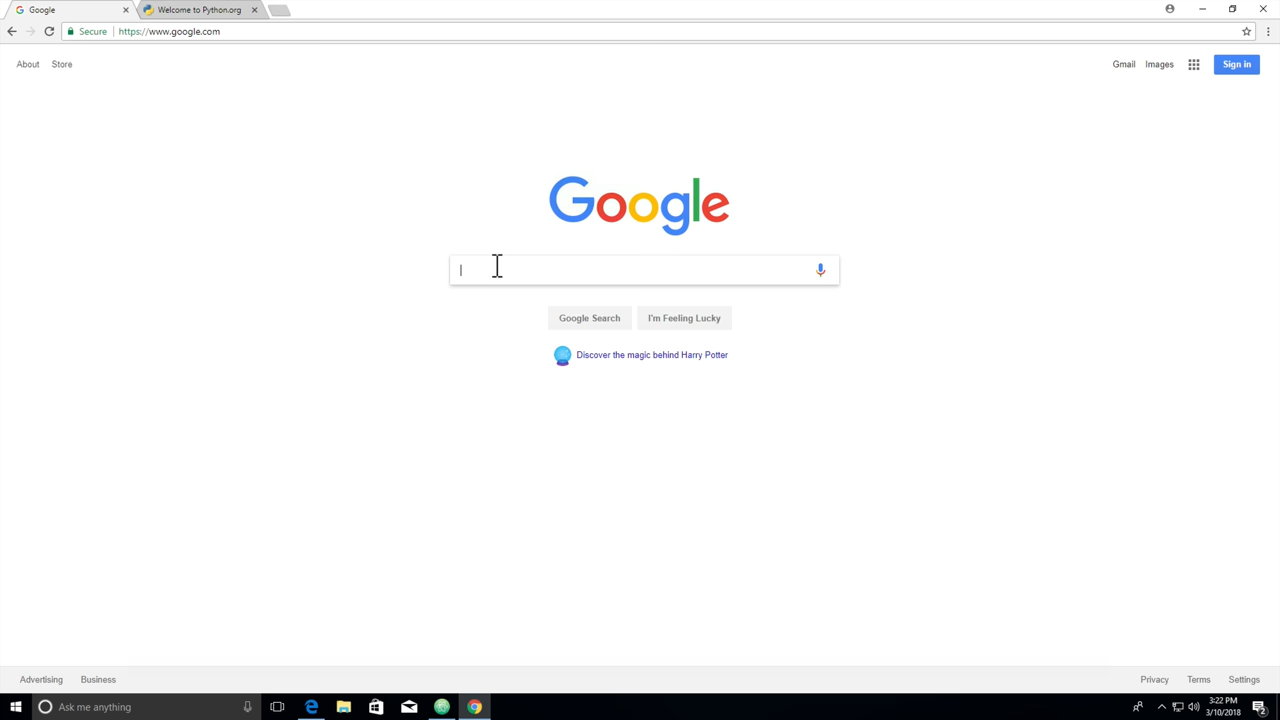 Google
Welcome to Python.org
Secure https://www.google.com
About Store
Gmail Images Sign in
Google
Google Search I'm Feeling Lucky
Discover the magic behind Harry Potter
Advertising Business
Privacy Terms Settings
Ask me anything
3:22 PM
3/10/2018
2